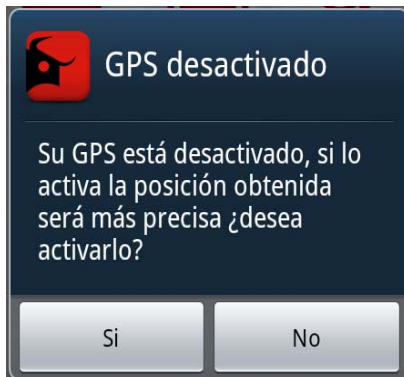 GPS desactivado
Su GPS está desactivado, si lo
activa la posición obtenida
será más precisa ¿desea
activarlo?
Si
No